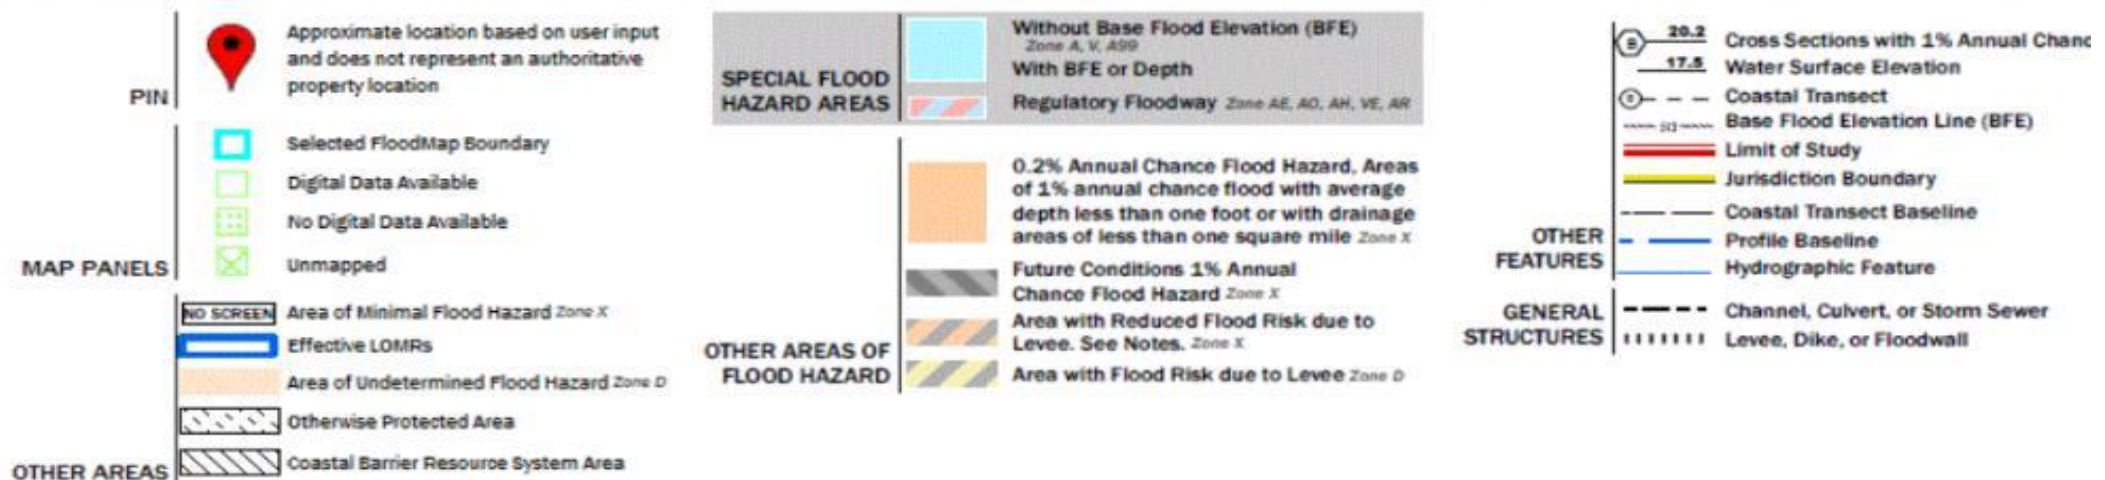 PIN
Approximate location based on user input
and does not represent an authoritative
property location
MAP PANELS
Selected FloodMap Boundary
Digital Data Available
No Digital Data Available
Unmapped
OTHER AREAS
NO SCREEN Area of Minimal Flood Hazard Zone X
Effective LOMRs
Area of Undetermined Flood Hazard Zone D
Otherwise Protected Area
Coastal Barrier Resource System Area
SPECIAL FLOOD
HAZARD AREAS
Without Base Flood Elevation (BFE)
Zone A, V, A99
With BFE or Depth
Regulatory Floodway Zone AE, AO, AH, VE, AR
OTHER AREAS OF
FLOOD HAZARD
0.2% Annual Chance Flood Hazard, Areas
of 1% annual chance flood with average
depth less than one foot or with drainage
areas of less than one square mile Zone X
Future Conditions 1% Annual
Chance Flood Hazard Zone X
Area with Reduced Flood Risk due to
Levee. See Notes. Zone X
Area with Flood Risk due to Levee Zone D
OTHER
FEATURES
B 20.2 Cross Sections with 1% Annual Chanc
17.5 Water Surface Elevation
Coastal Transect
Base Flood Elevation Line (BFE)
Limit of Study
Jurisdiction Boundary
Coastal Transect Baseline
Profile Baseline
Hydrographic Feature
GENERAL
STRUCTURES
Channel, Culvert, or Storm Sewer
Levee, Dike, or Floodwall